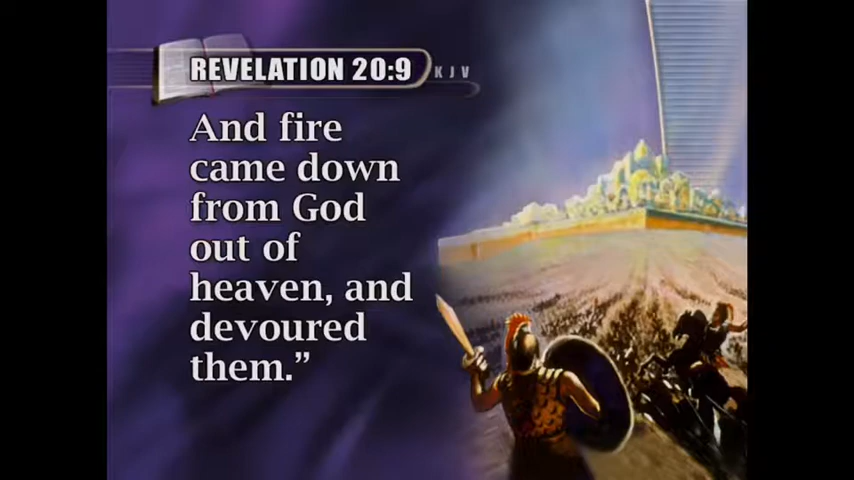 REVELATION 20:9 KJV
And fire
came down
from God
out of
heaven, and
devoured
them.”